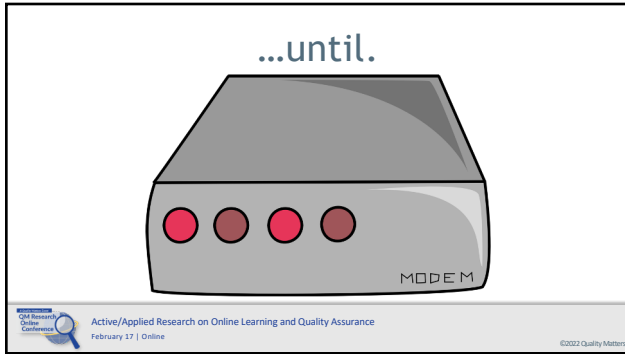 …until.
MODEM
QM Research
Online
Conference
Active/Applied Research on Online Learning and Quality Assurance
February 17 | Online
©2022 Quality Matters